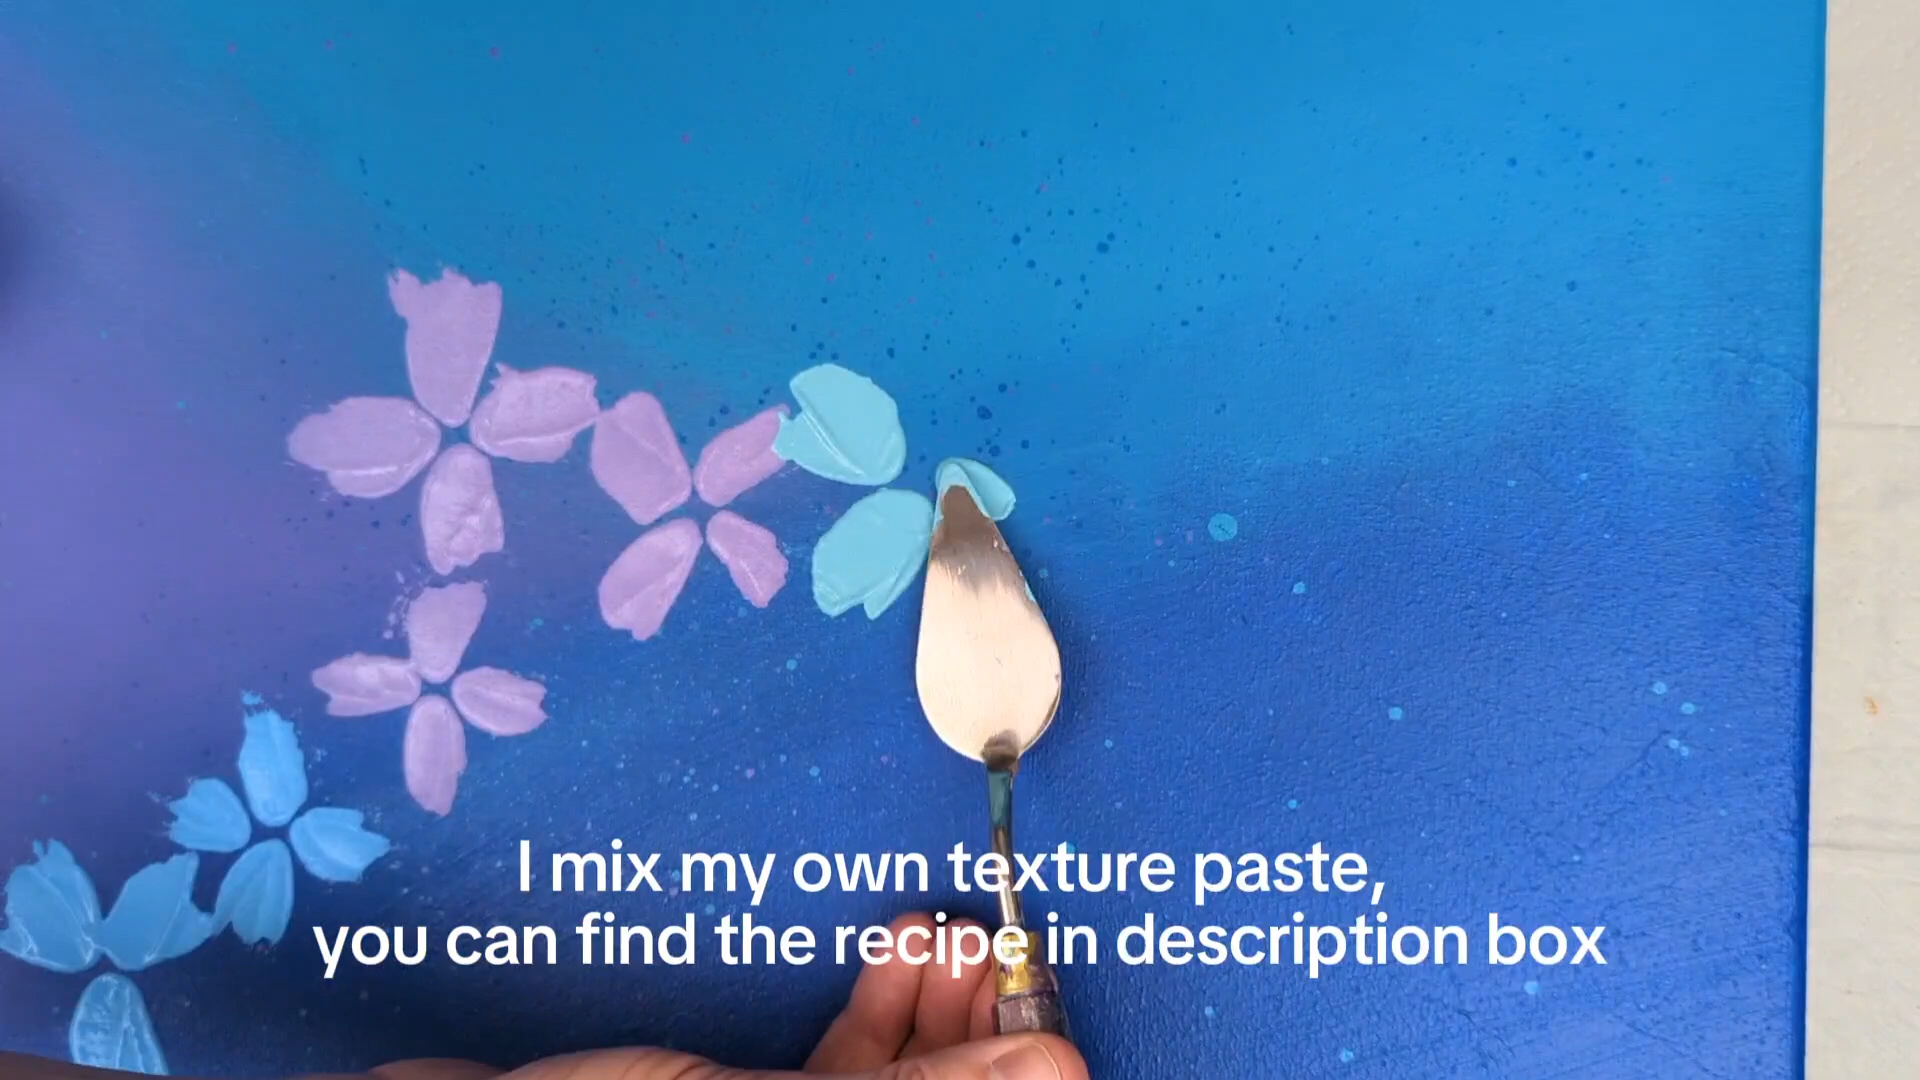 I mix my own texture paste,
you can find the recipe in description box